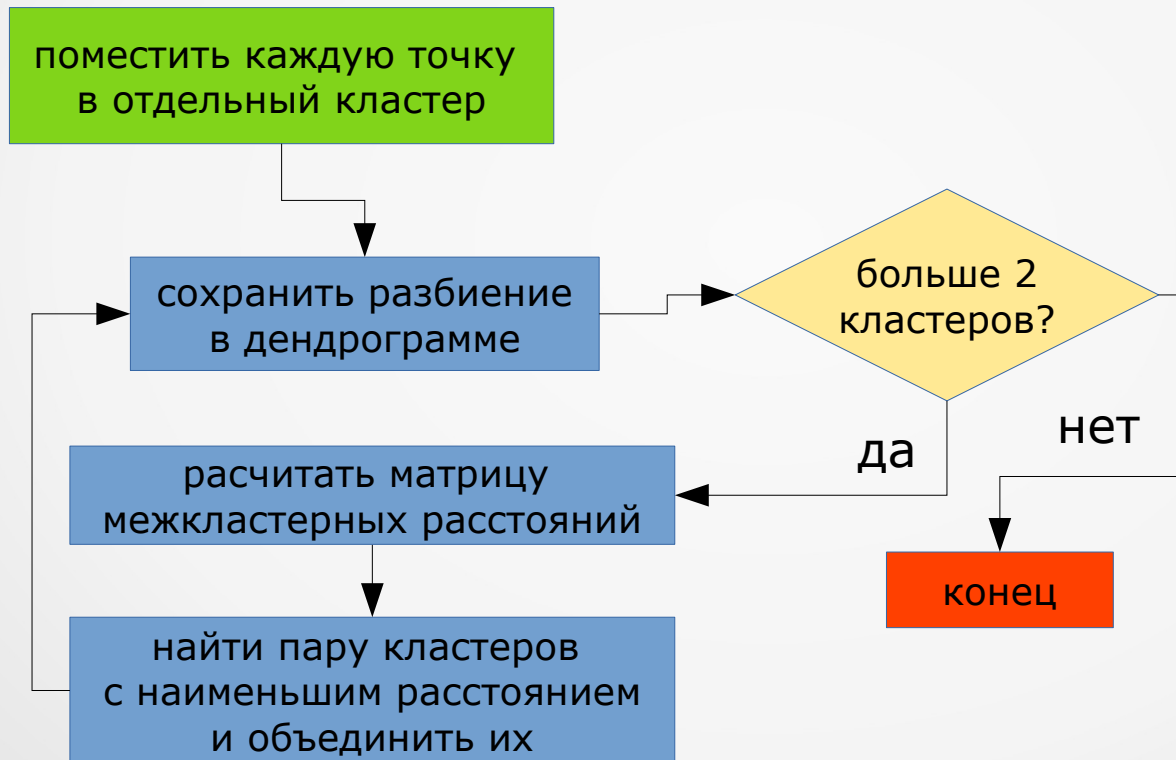 поместить каждую точку
в отдельный кластер
сохранить разбиение
в дендрограмме
больше 2
кластеров?
да
нет
расчитать матрицу
межкластерных расстояний
конец
найти пару кластеров
с наименьшим расстоянием
и объединить их